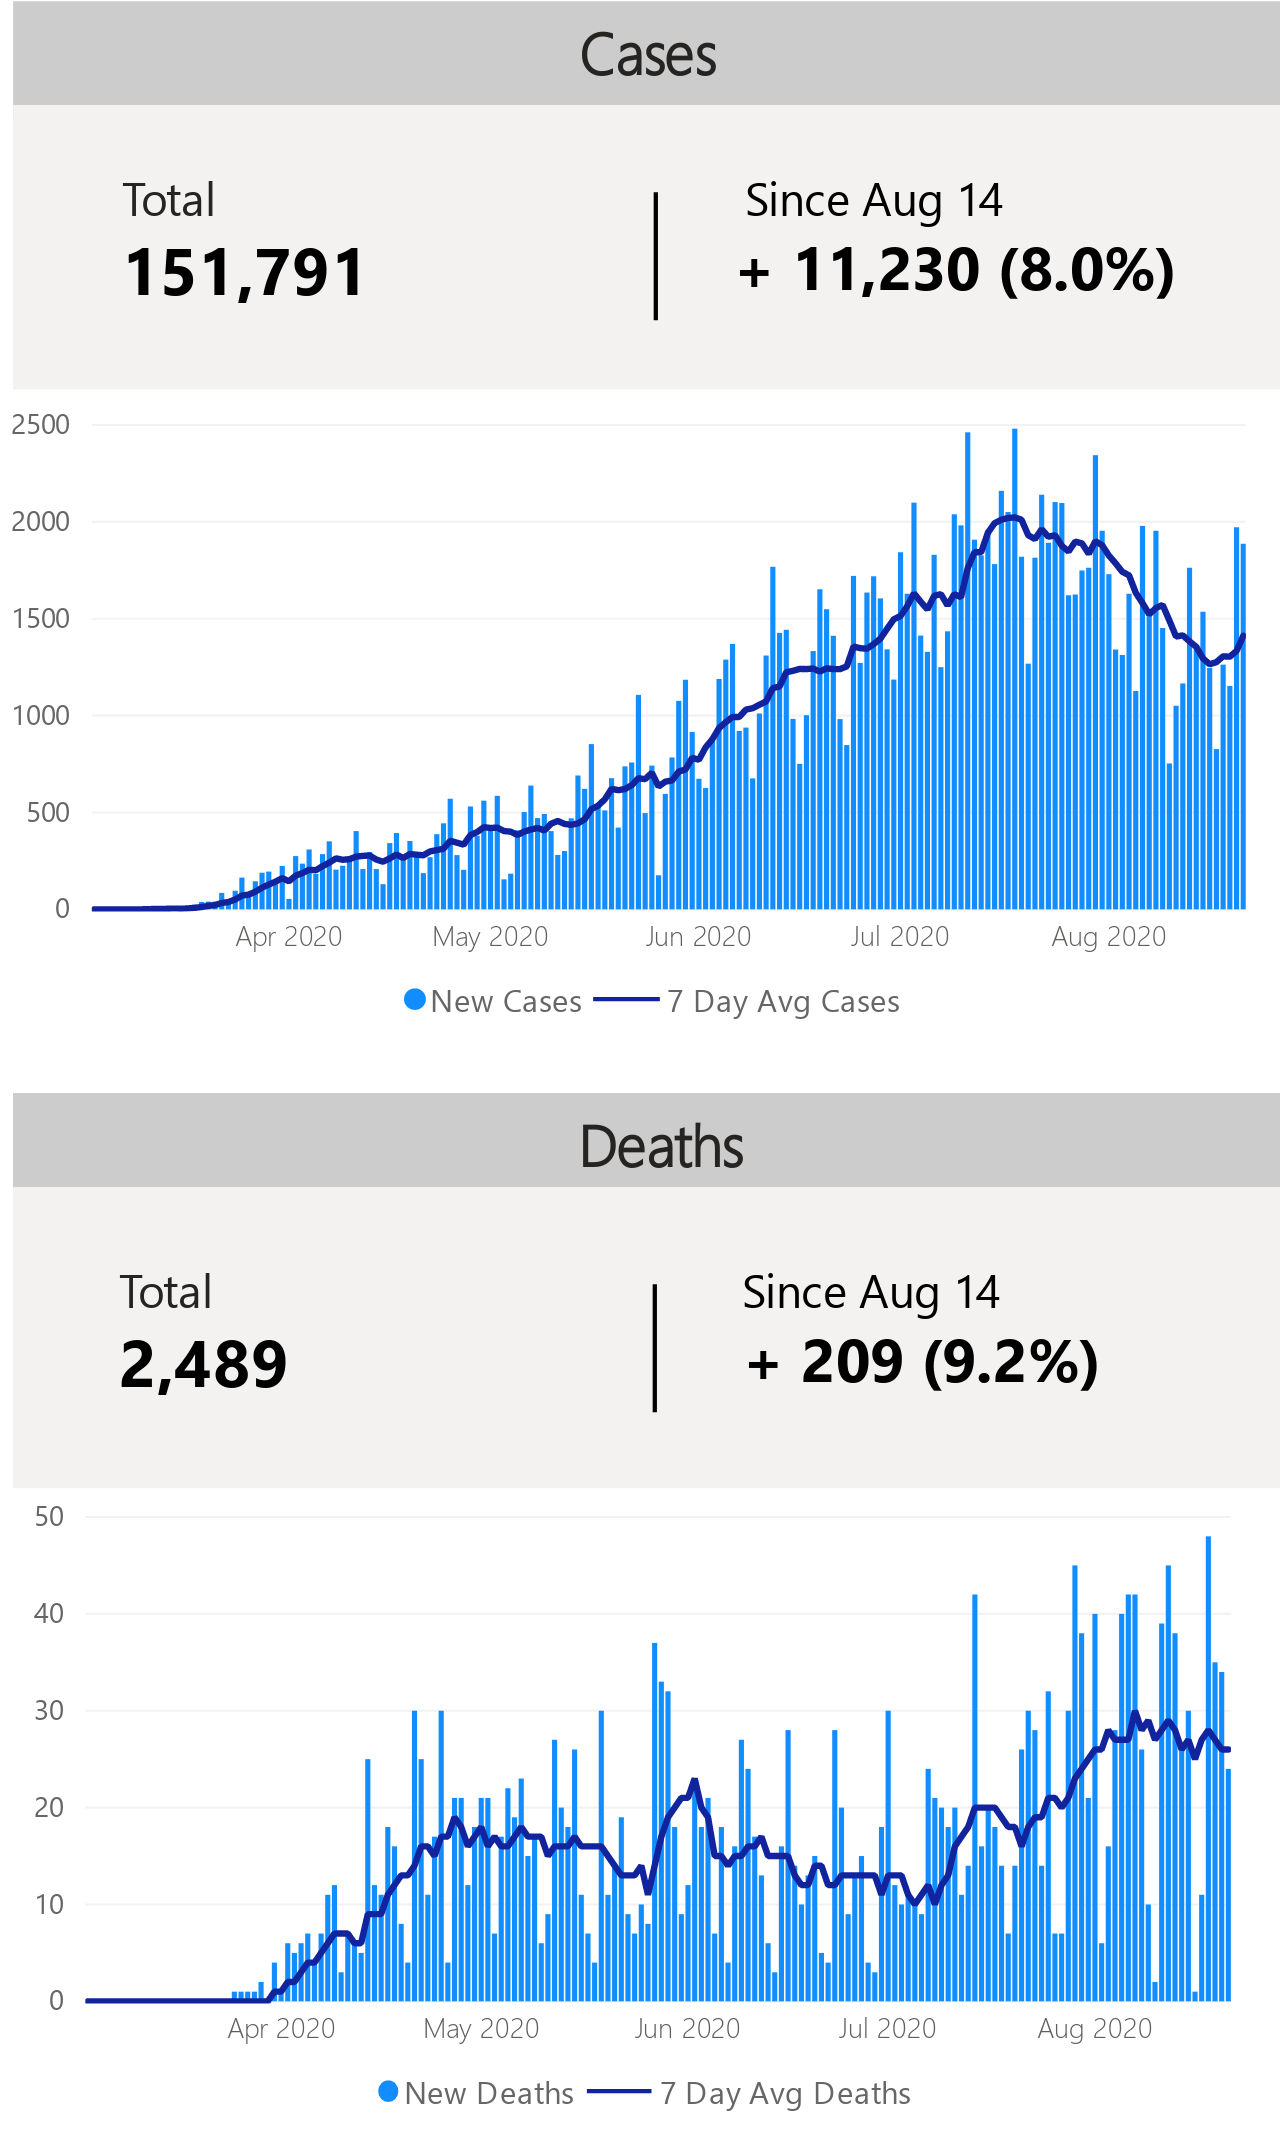 Cases
Total
Since Aug 14
151,791
+ 11,230 (8.0%)
2500
2000
1500
1000
500
0
Apr 2020
May 2020
Jun 2020
Jul 2020
Aug 2020
New Cases
7 Day Avg Cases
Deaths
Total
Since Aug 14
2,489
+ 209 (9.2%)
50
40
30
20
10
0
Apr 2020
May 2020
Jun 2020
Jul 2020
Aug 2020
New Deaths
7 Day Avg Deaths